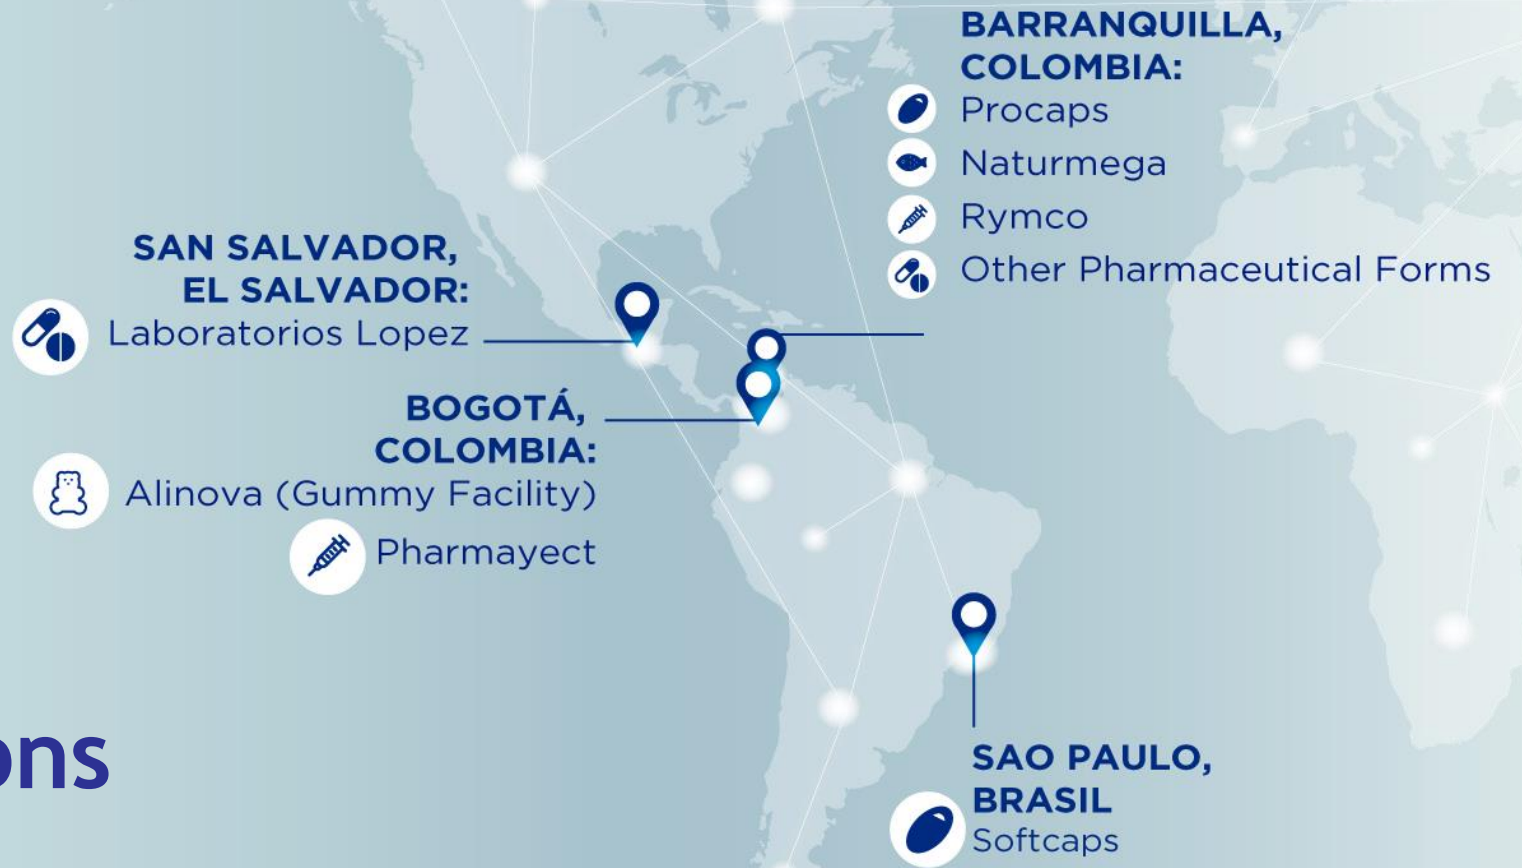 BARRANQUILLA,
COLOMBIA:
Procaps
Naturmega
Rymco
Other Pharmaceutical Forms
SAN SALVADOR,
EL SALVADOR:
Laboratorios Lopez
BOGOTÁ,
COLOMBIA:
Alinova (Gummy Facility)
Pharmayect
ons
SAO PAULO,
BRASIL
Softcaps